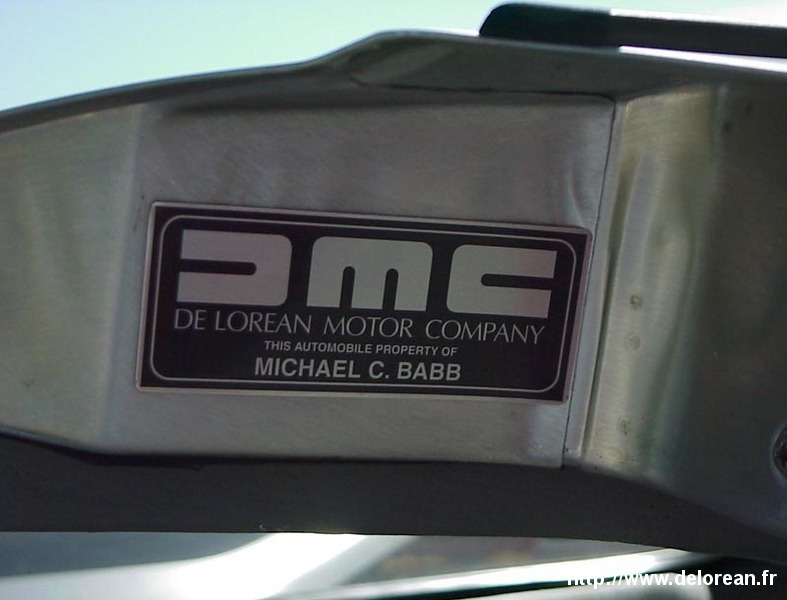 DMC
DE LOREAN MOTOR COMPANY
THIS AUTOMOBILE PROPERTY OF
MICHAEL C. BABB
http://www.delorean.fr